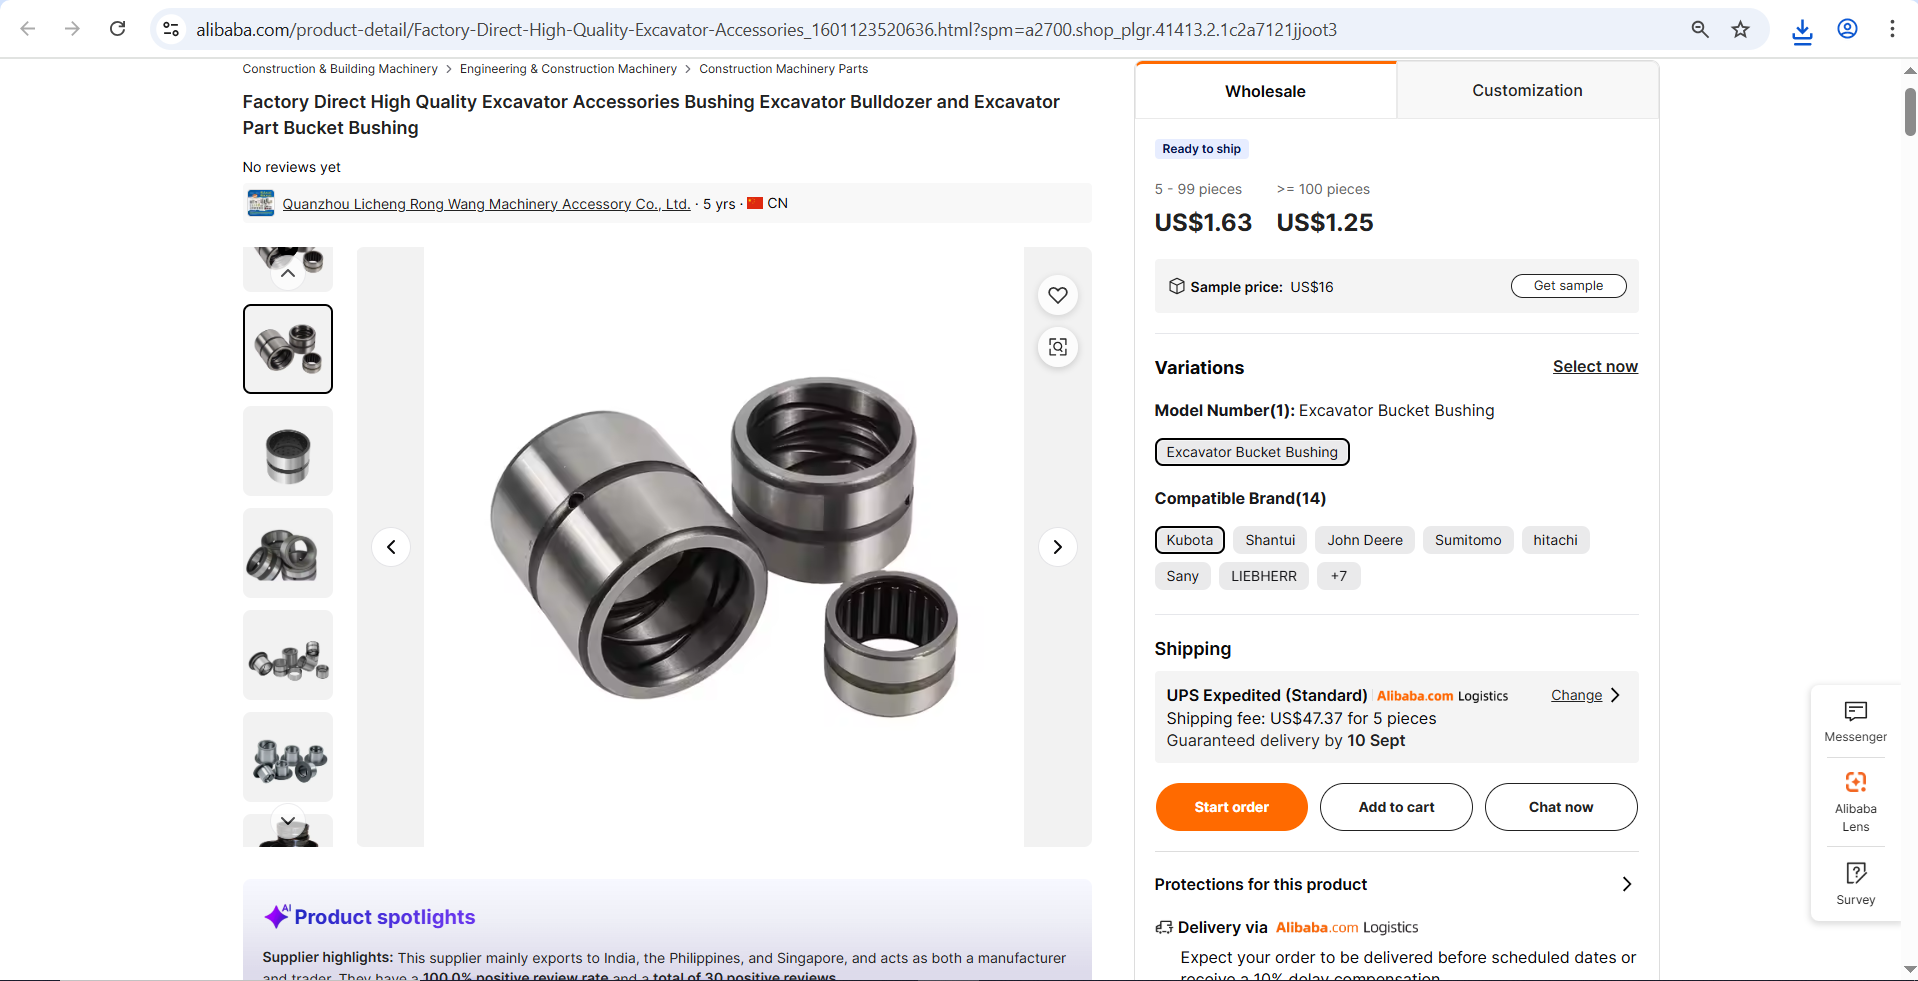 alibaba.com/product-detail/Factory-Direct-High-Quality-Excavator-Accessories_1601123520636.html?spm=a2700.shop_plgr.41413.2.1c2a7121jjoot3
Construction & Building Machinery > Engineering & Construction Machinery > Construction Machinery Parts
Factory Direct High Quality Excavator Accessories Bushing Excavator Bulldozer and Excavator
Part Bucket Bushing
No reviews yet
Quanzhou Licheng Rong Wang Machinery Accessory Co., Ltd. · 5 yrs · CN
Wholesale
Customization
Ready to ship
5 - 99 pieces
>= 100 pieces
US$1.63
US$1.25
Sample price: US$16
Get sample
Variations
Select now
Model Number(1): Excavator Bucket Bushing
Excavator Bucket Bushing
Compatible Brand(14)
Kubota
Shantui
John Deere
Sumitomo
hitachi
Sany
LIEBHERR
+7
Shipping
UPS Expedited (Standard) Alibaba.com Logistics
Change
Shipping fee: US$47.37 for 5 pieces
Guaranteed delivery by 10 Sept
Start order
Add to cart
Chat now
Protections for this product
Delivery via Alibaba.com Logistics
Expect your order to be delivered before scheduled dates or
receive a 10% delay compensation
Messenger
Alibaba
Lens
Survey
AI
Product spotlights
Supplier highlights: This supplier mainly exports to India, the Philippines, and Singapore, and acts as both a manufacturer
and trader. They have a 100.0% positive review rate and a total of 30 positive reviews.